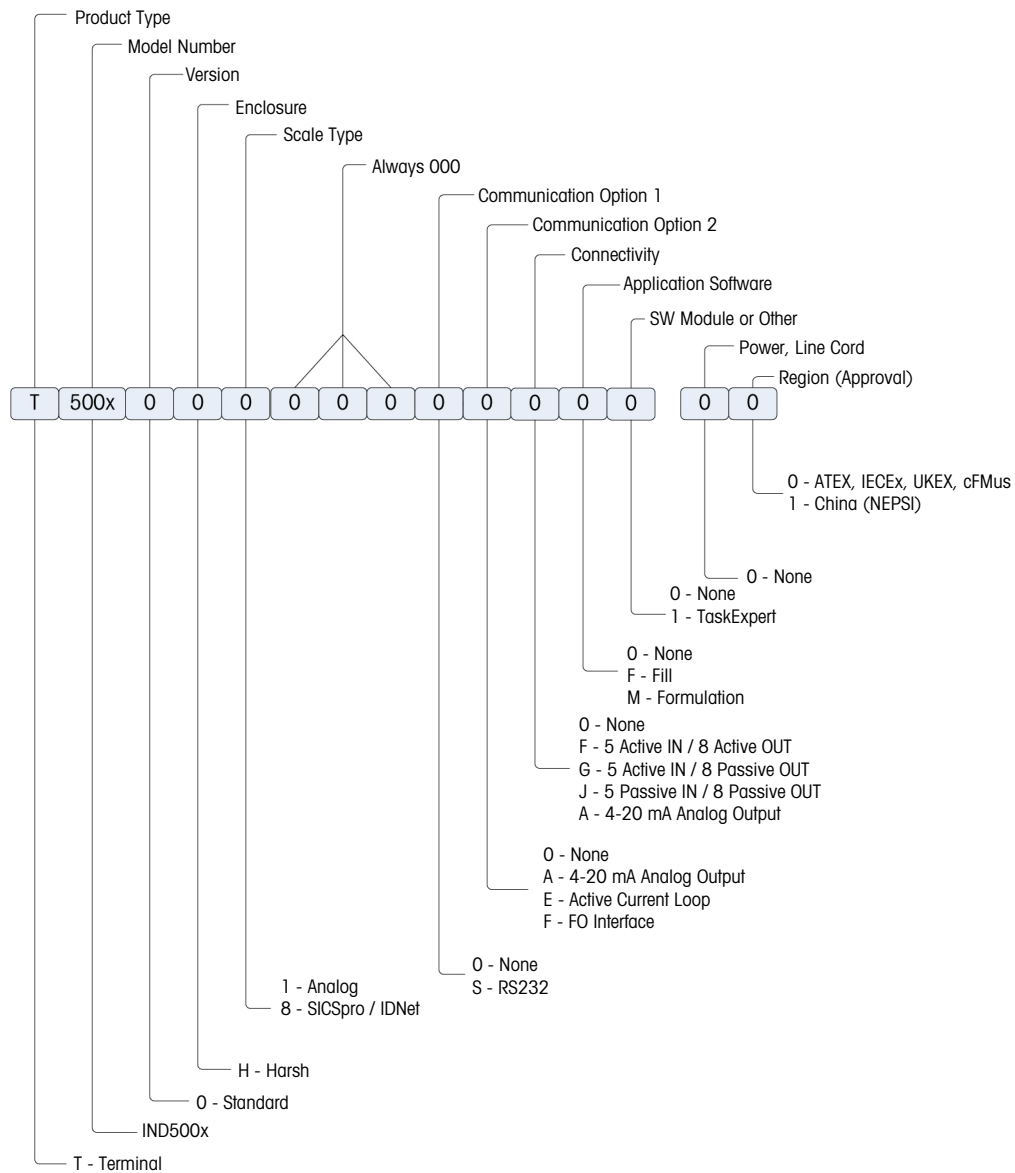 Product Type
Model Number
Version
Enclosure
Scale Type
Always 000
Communication Option 1
Communication Option 2
Connectivity
Application Software
SW Module or Other
Power, Line Cord
Region (Approval)
T 500x 0 0 0 0 0 0 0 0 0 0 0 0 0
0 - ATEX, IECEx, UKEX, cFMus
1 - China (NEPSI)
0 - None
0 - None
1 - TaskExpert
0 - None
F - Fill
M - Formulation
0 - None
F - 5 Active IN / 8 Active OUT
G - 5 Active IN / 8 Passive OUT
J - 5 Passive IN / 8 Passive OUT
A - 4-20 mA Analog Output
0 - None
A - 4-20 mA Analog Output
E - Active Current Loop
F - FO Interface
0 - None
S - RS232
1 - Analog
8 - SICSpro / IDNet
H - Harsh
0 - Standard
IND500x
T - Terminal